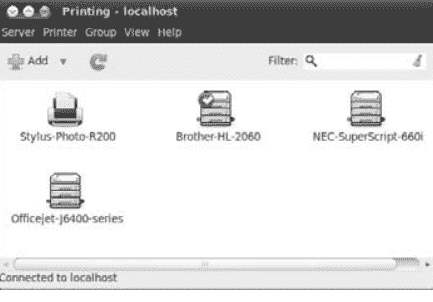 Printing - localhost
Server Printer Group View Help
Add Filter:
Stylus-Photo-R200 Brother-HL-2060 NEC-SuperScript-660i
Officejet-J6400-series
Connected to localhost